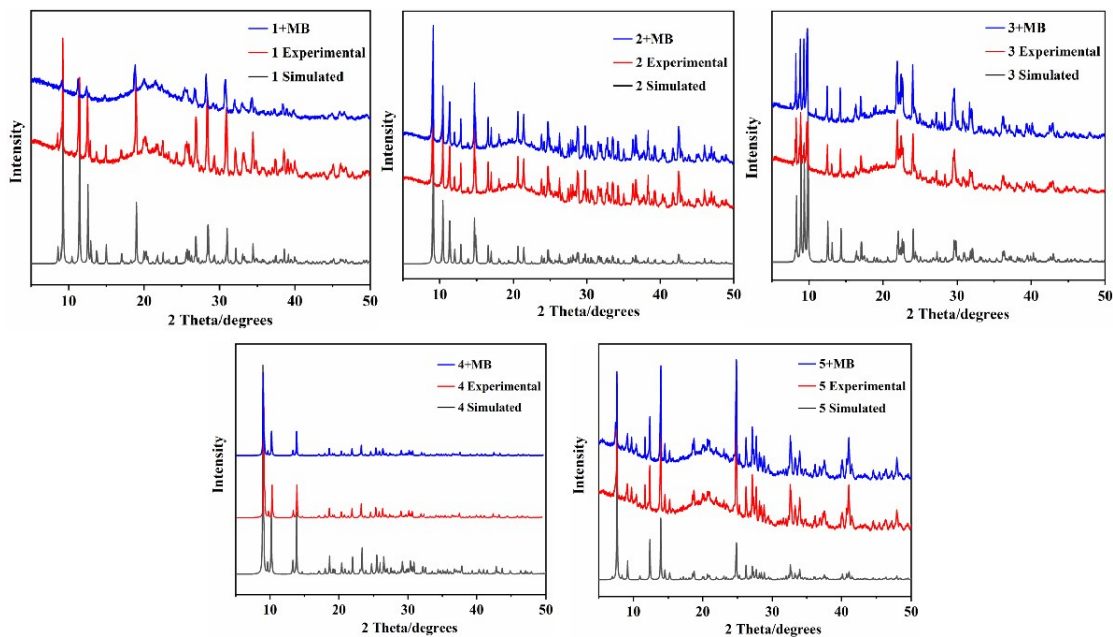 1+MB
1 Experimental
1 Simulated
Intensity
10 20 30 40 50
2 Theta/degrees
2+MB
2 Experimental
2 Simulated
Intensity
10 20 30 40 50
2 Theta/degrees
3+MB
3 Experimental
3 Simulated
Intensity
10 20 30 40 50
2 Theta/degrees
4+MB
4 Experimental
4 Simulated
Intensity
10 20 30 40 50
2 Theta/degrees
5+MB
5 Experimental
5 Simulated
Intensity
10 20 30 40 50
2 Theta/degrees